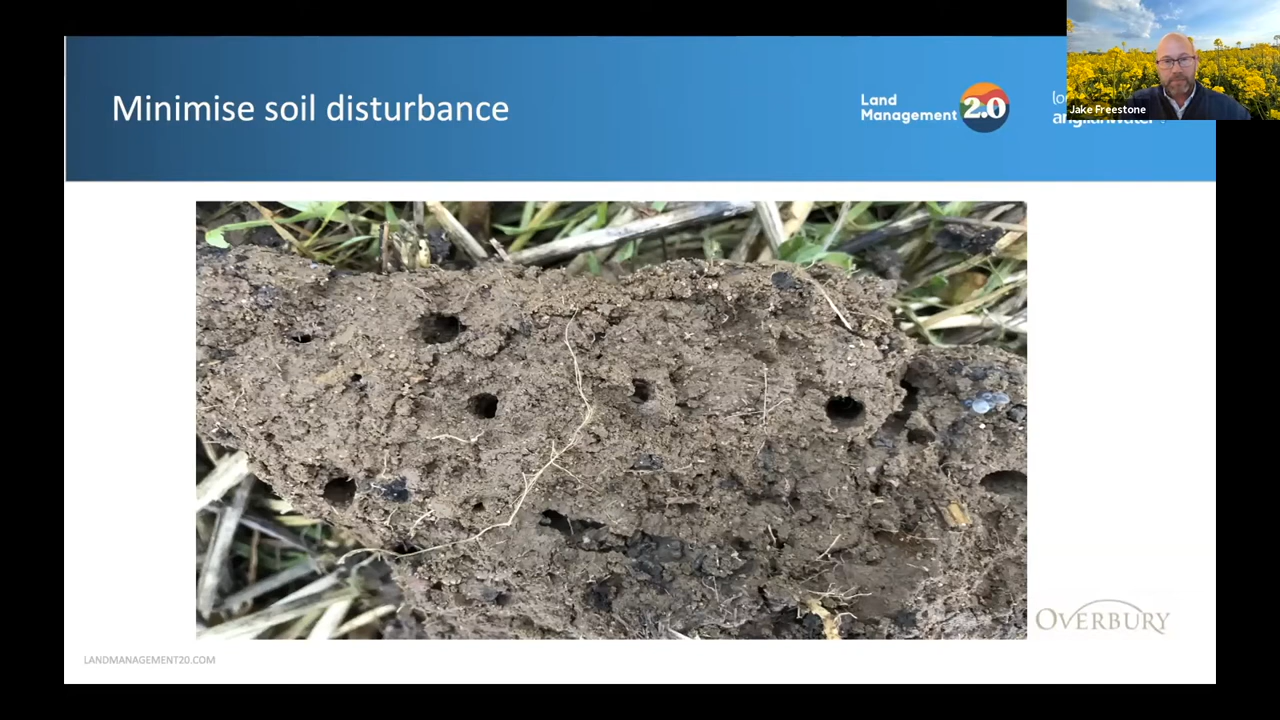 Minimise soil disturbance
Land
Management 2.0
Jake Freestone
OVERBURY
LANDMANAGEMENT20.COM